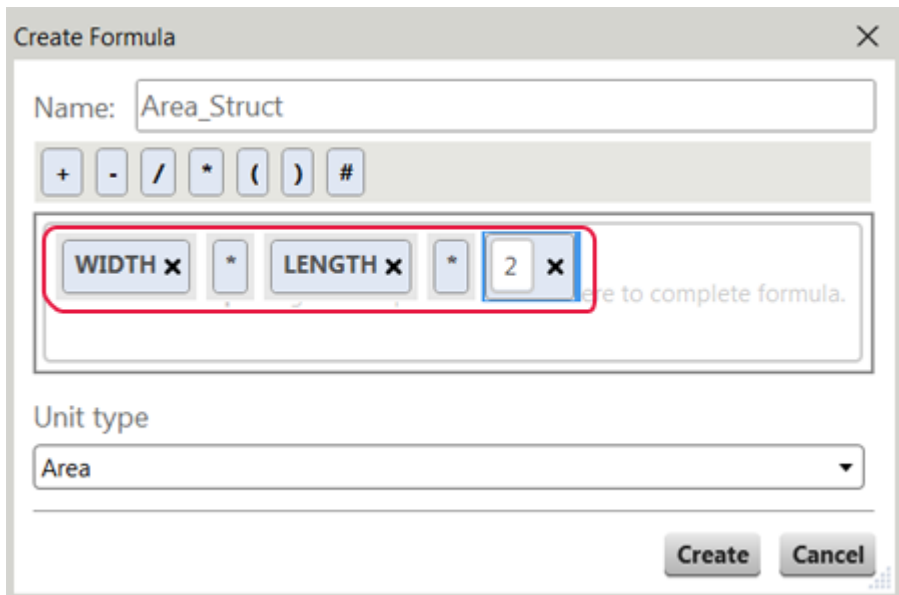 Create Formula
Name: Area_Struct
+ - / * ( ) #
WIDTH × * LENGTH × * 2 ×
to complete formula.
Unit type
Area
Create Cancel